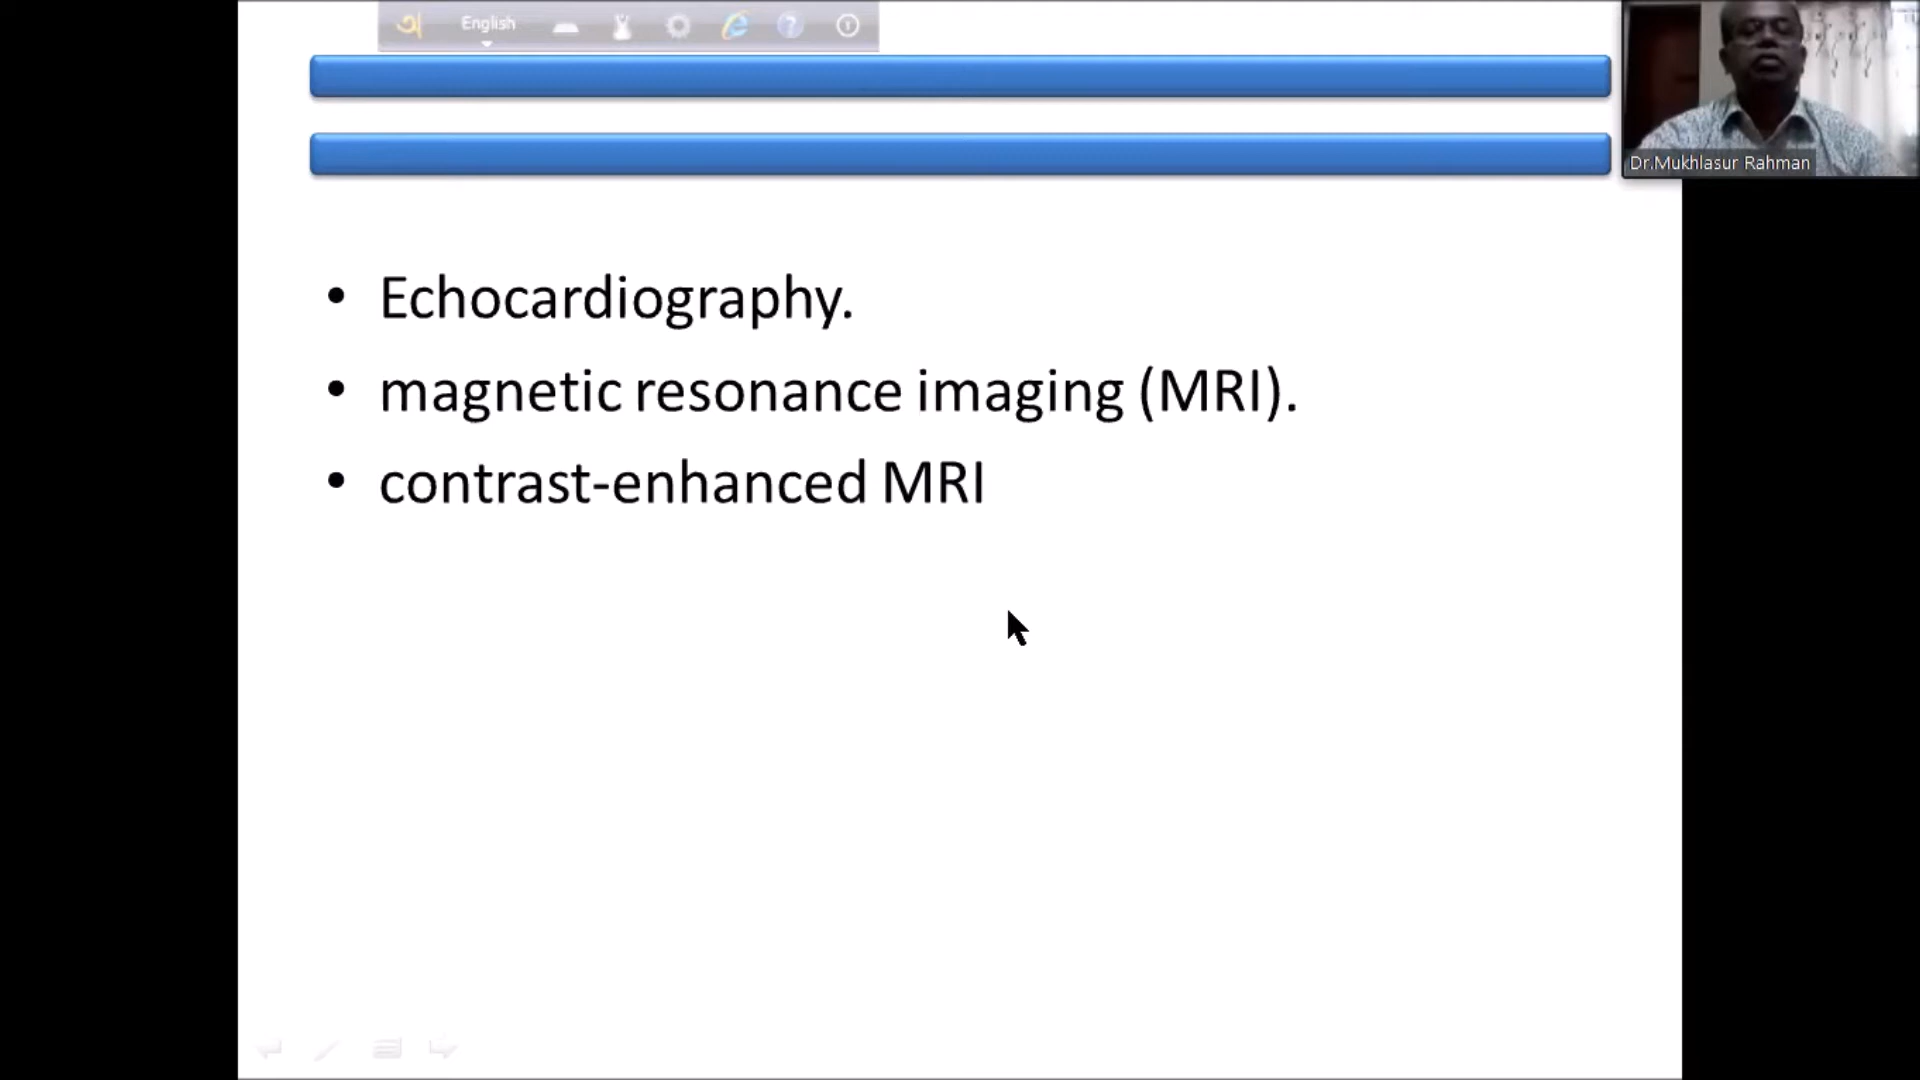 অ English
Dr.Mukhlasur Rahman
• Echocardiography.
• magnetic resonance imaging (MRI).
• contrast-enhanced MRI